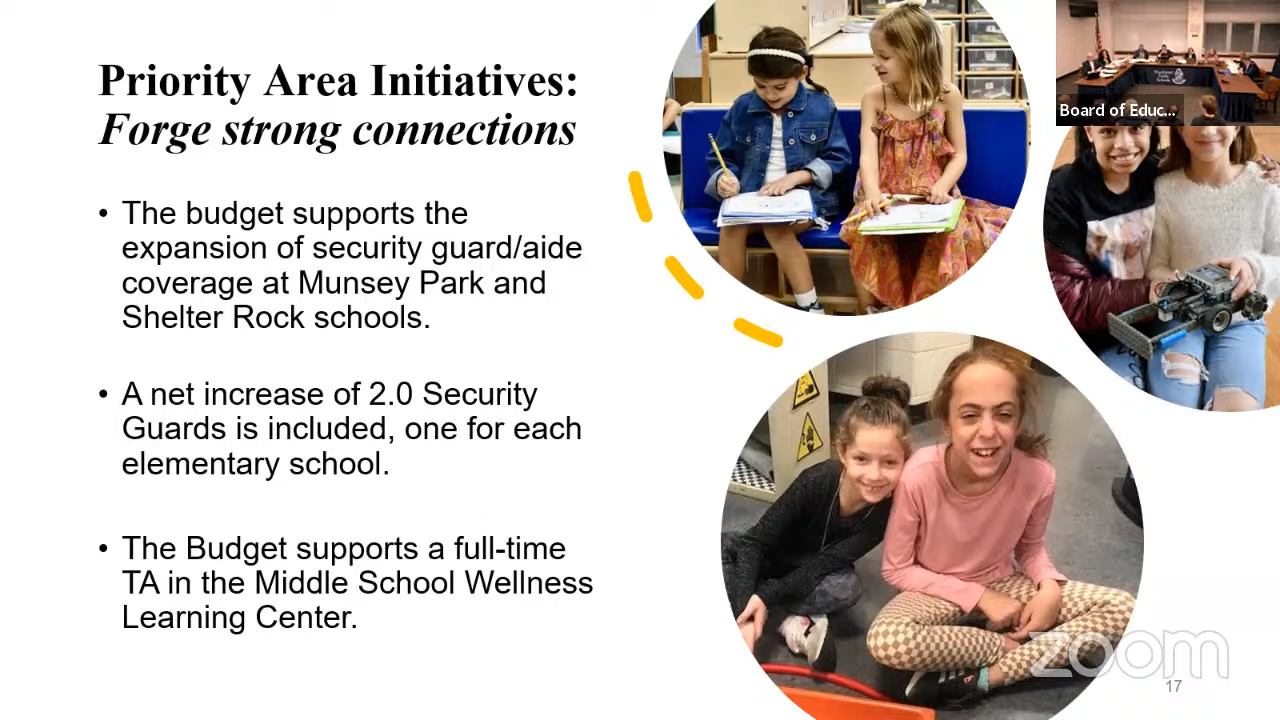 Priority Area Initiatives:
Forge strong connections
• The budget supports the
expansion of security guard/aide
coverage at Munsey Park and
Shelter Rock schools.
• A net increase of 2.0 Security
Guards is included, one for each
elementary school.
• The Budget supports a full-time
TA in the Middle School Wellness
Learning Center.
Board of Educ...
zoom
17